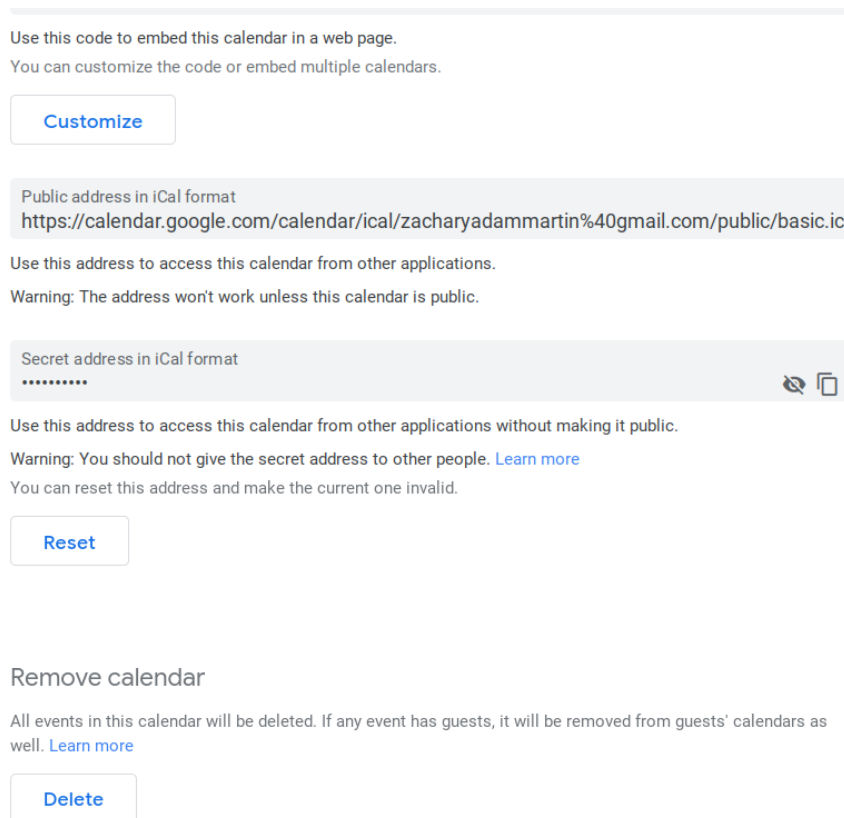 Use this code to embed this calendar in a web page.
You can customize the code or embed multiple calendars.
Customize
Public address in iCal format
https://calendar.google.com/calendar/ical/zacharyadammartin%40gmail.com/public/basic.ic
Use this address to access this calendar from other applications.
Warning: The address won't work unless this calendar is public.
Secret address in iCal format
••••••••••
Use this address to access this calendar from other applications without making it public.
Warning: You should not give the secret address to other people. Learn more
You can reset this address and make the current one invalid.
Reset
Remove calendar
All events in this calendar will be deleted. If any event has guests, it will be removed from guests' calendars as
well. Learn more
Delete